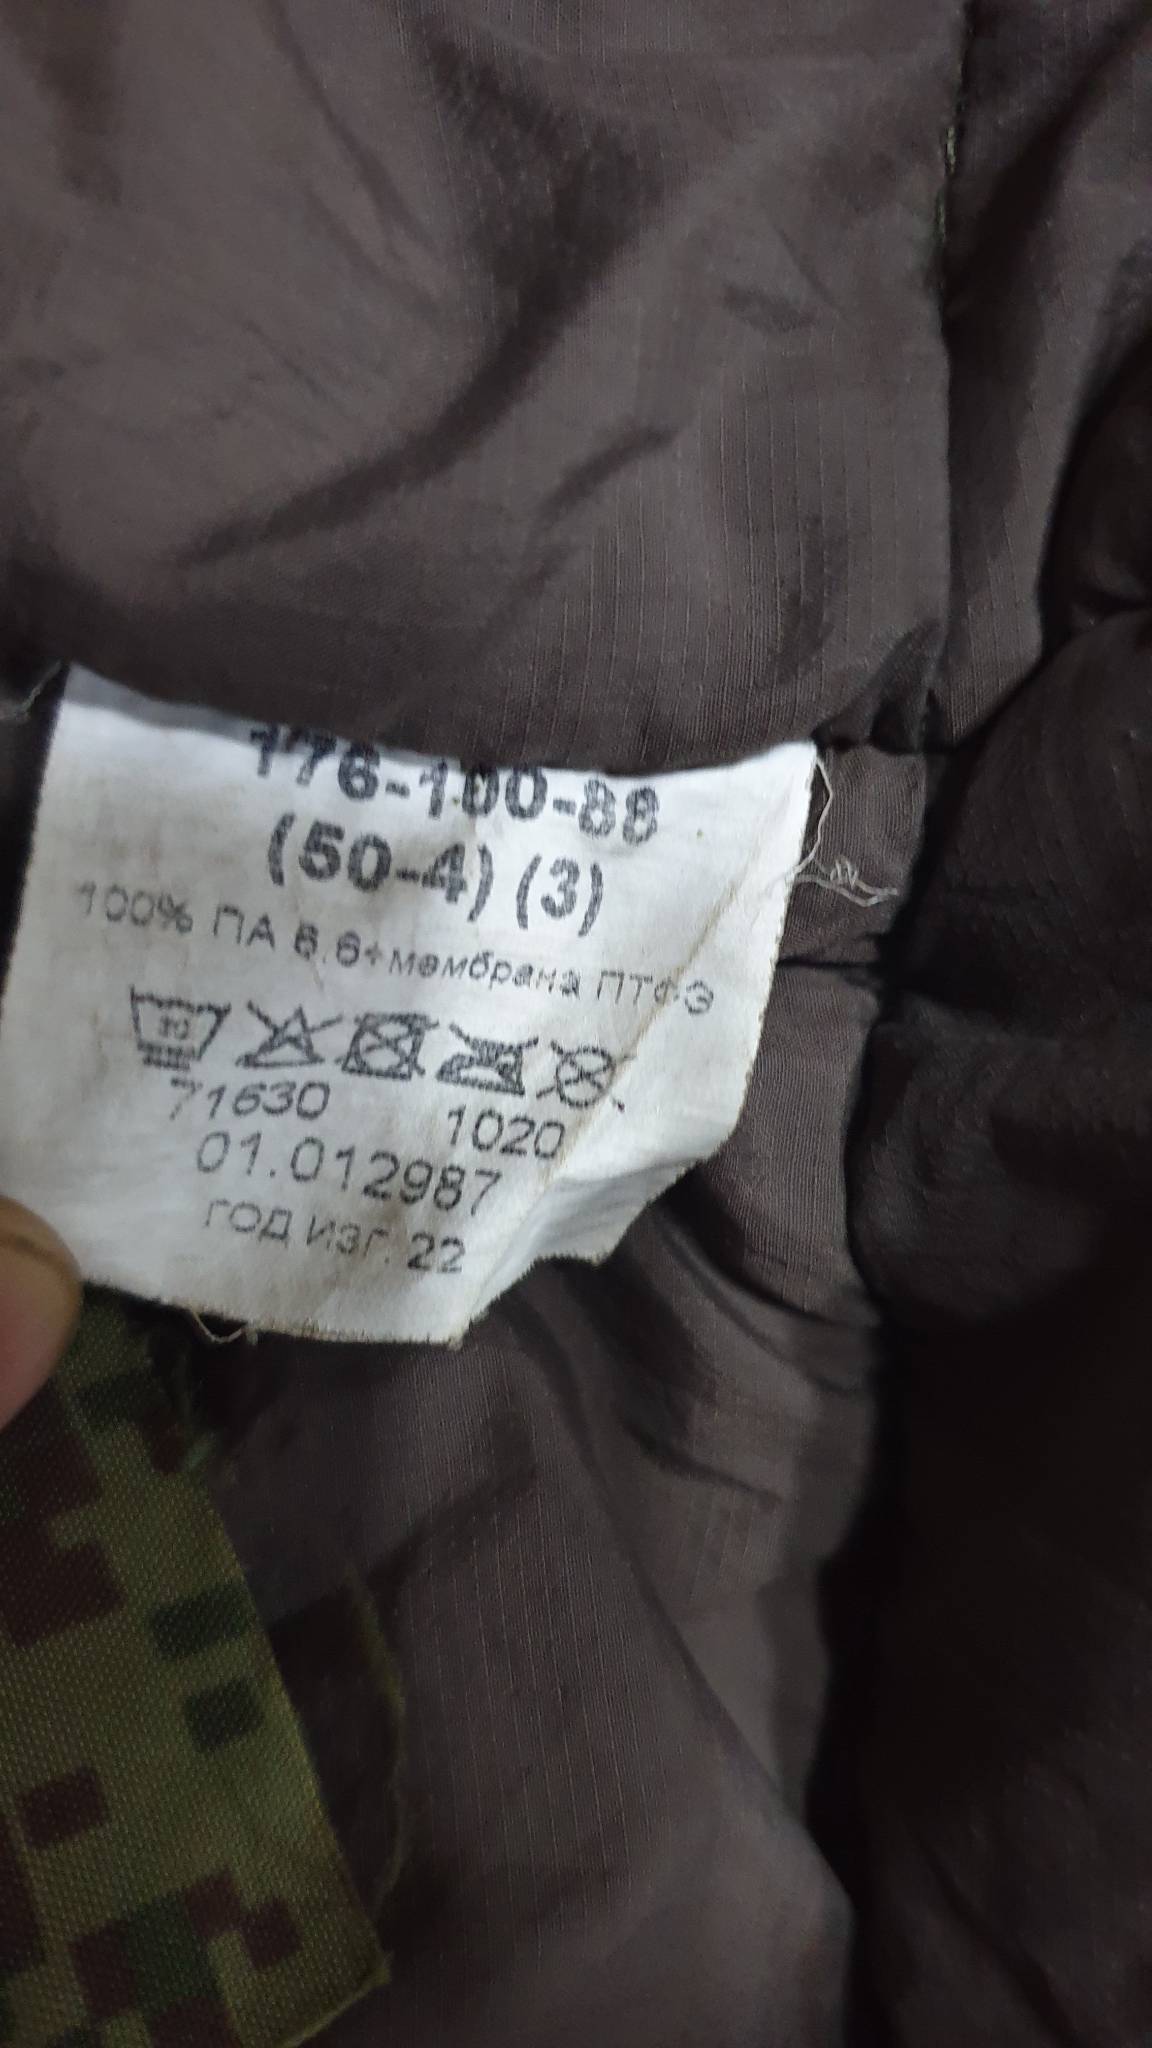 176-100-88
(50-4) (3)
100% ПА 6.6+мембрана ПТФЭ
30
71630 1020
01.012987
ГОД ИЗГ. 22